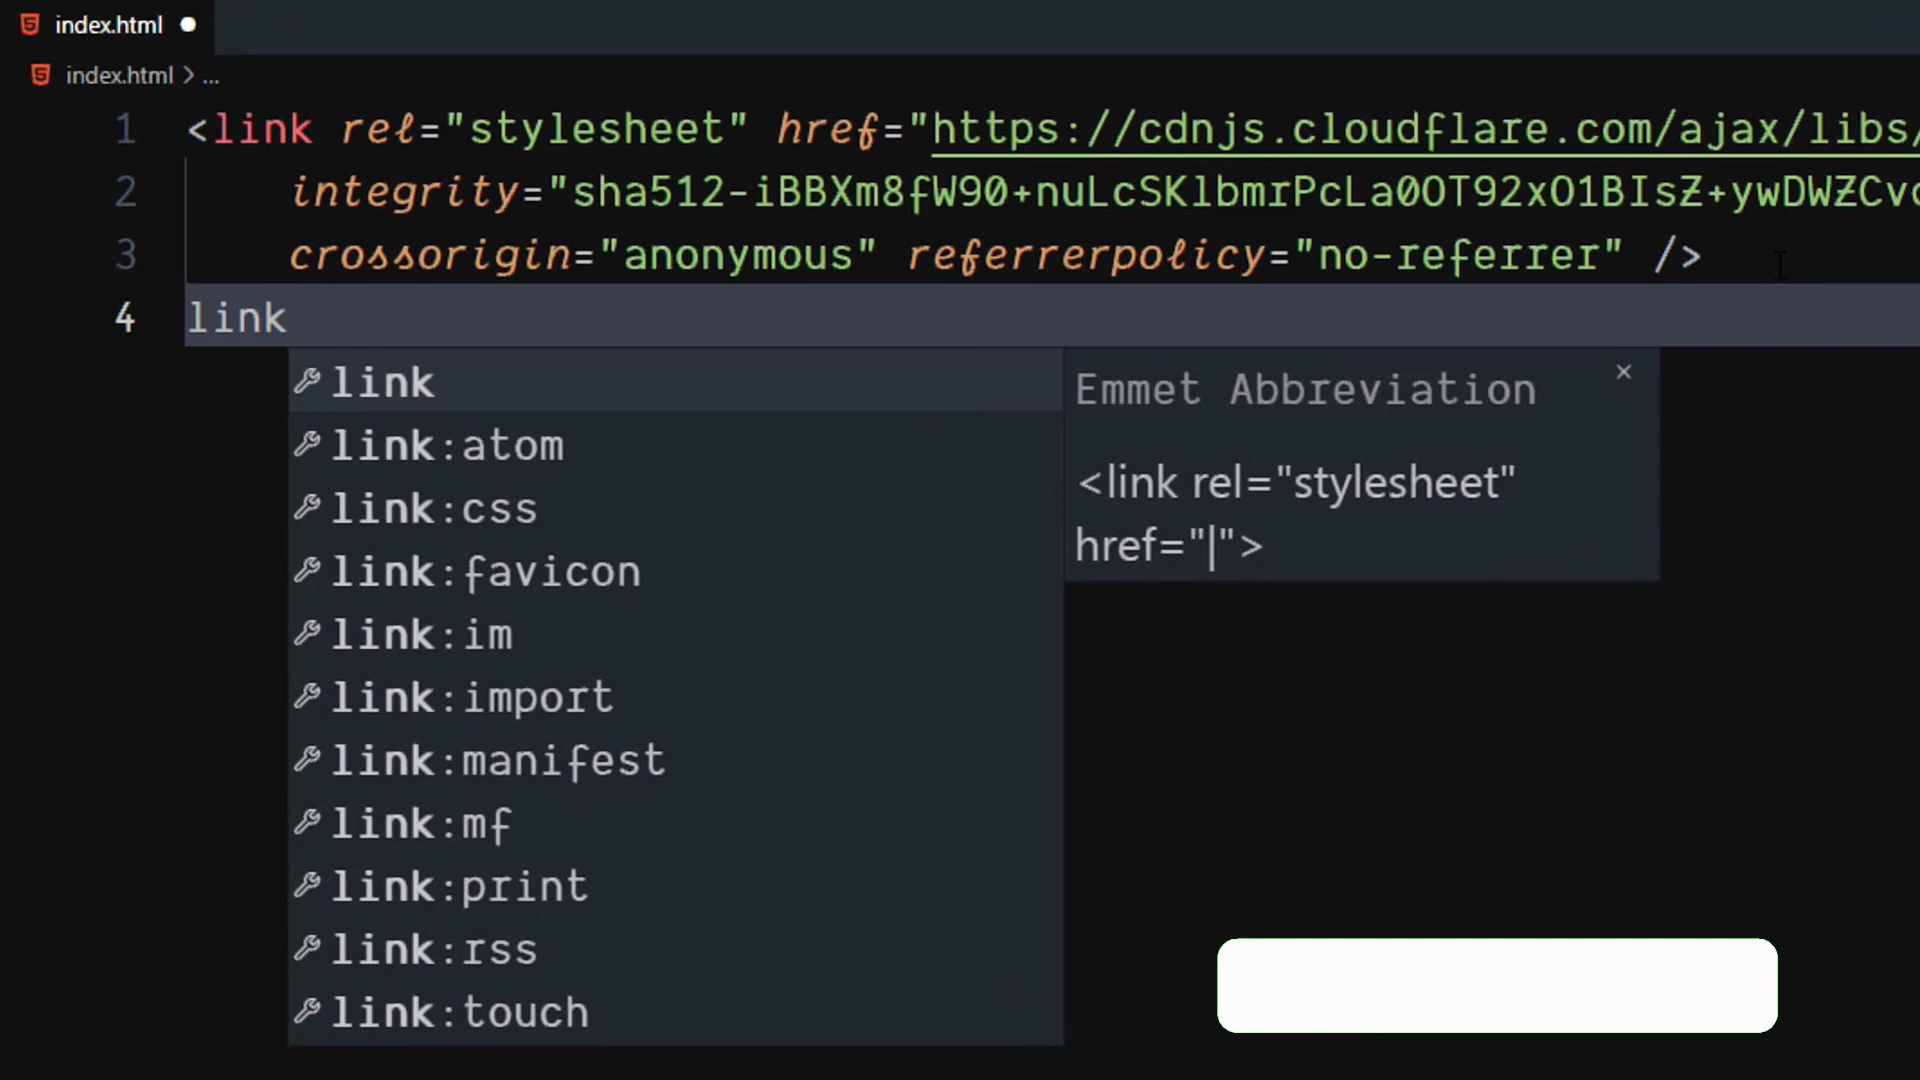 index.html
index.html > ...
1 <link rel="stylesheet" href="https://cdnjs.cloudflare.com/ajax/libs/
2 integrity="sha512-iBBXm8fW90+nuLcSKlbmrPcLa0OT92xO1BIsZ+ywDWZCvc
3 crossorigin="anonymous" referrerpolicy="no-referrer" />
4 link
link
link:atom
link:css
link:favicon
link:im
link:import
link:manifest
link:mf
link:print
link:rss
link:touch
Emmet Abbreviation
×
<link rel="stylesheet"
href="|">